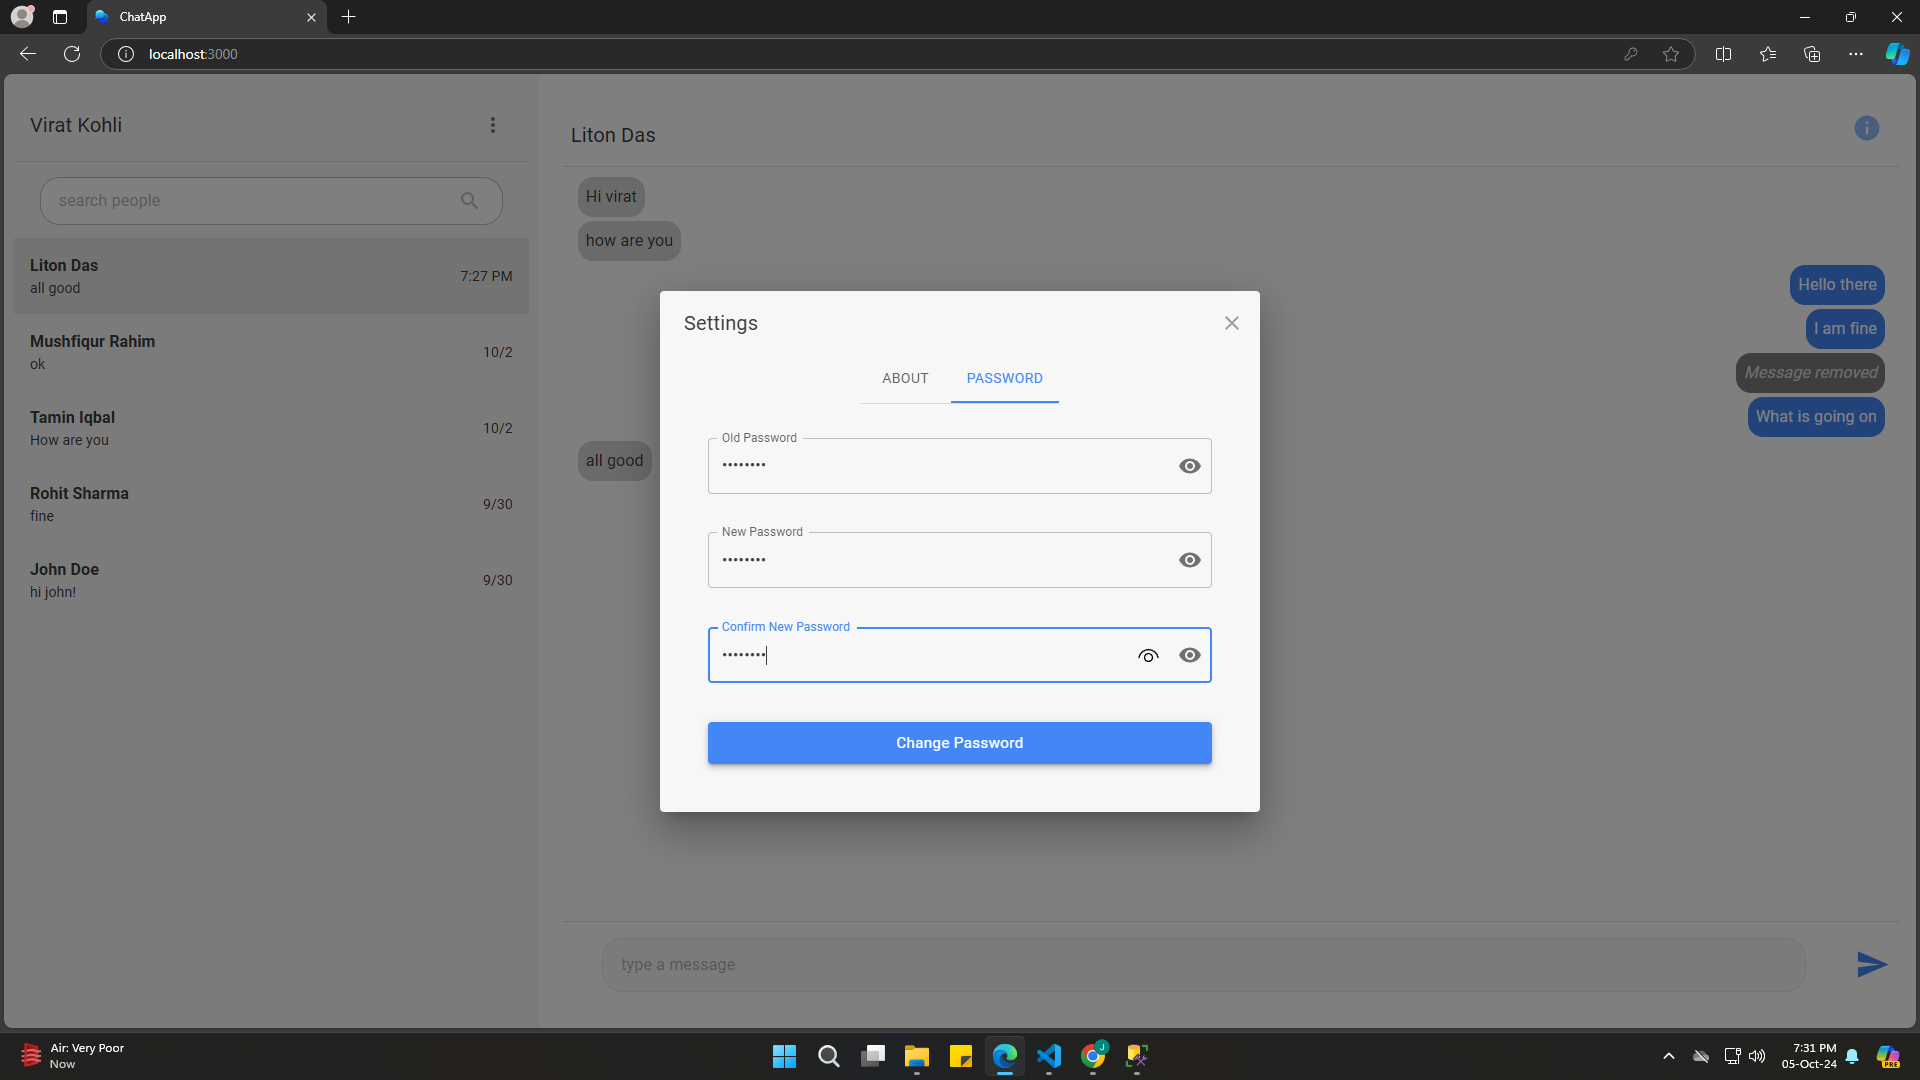 ChatApp
localhost:3000
Virat Kohli
search people
Liton Das
7:27 PM
all good
Mushfiqur Rahim
10/2
ok
Tamin Iqbal
10/2
How are you
Rohit Sharma
9/30
fine
John Doe
9/30
hi john!
Liton Das
Hi virat
how are you
Hello there
I am fine
Message removed
What is going on
all good
type a message
Settings
ABOUT PASSWORD
Old Password
••••••••
New Password
••••••••
Confirm New Password
••••••••
Change Password
Air: Very Poor
Now
J
PRE
7:31 PM
05-Oct-24